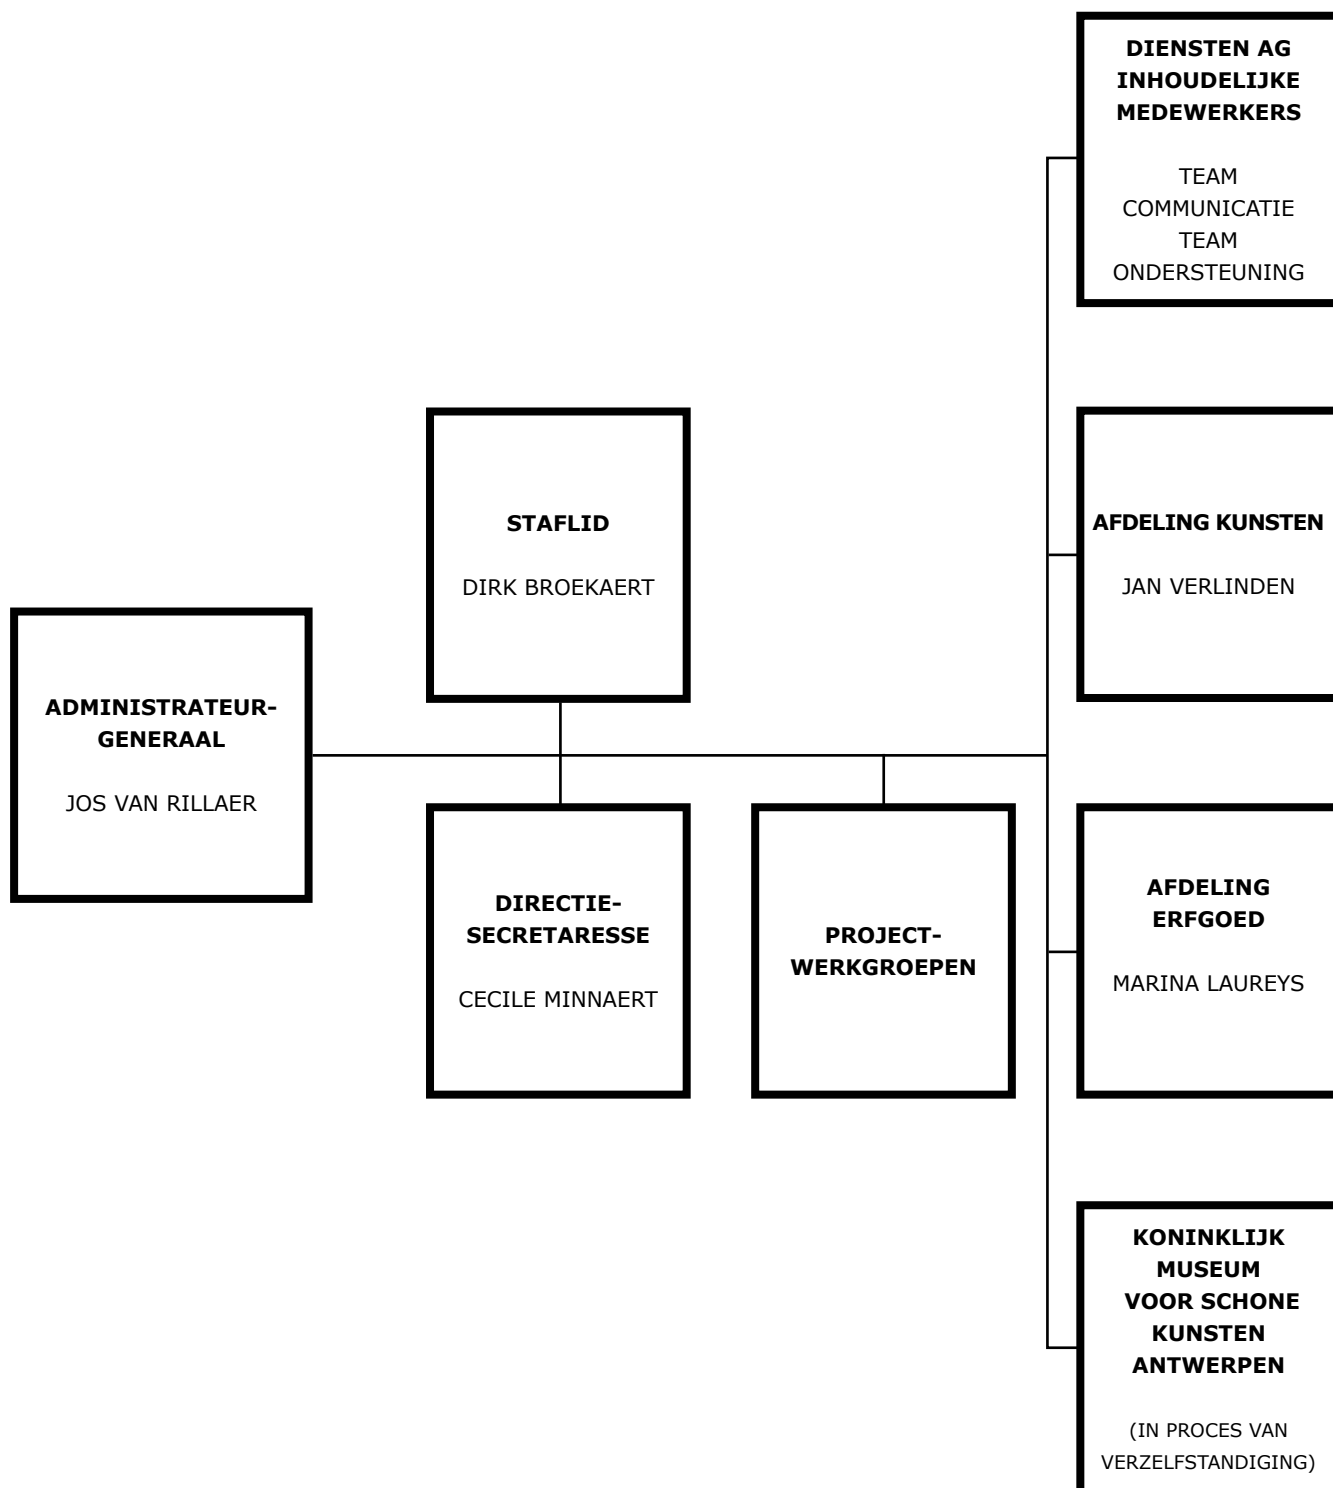 DIENSTEN AG
INHOUDELIJKE
MEDEWERKERS
TEAM
COMMUNICATIE
TEAM
ONDERSTEUNING
STAFLID
DIRK BROEKAERT
AFDELING KUNSTEN
JAN VERLINDEN
ADMINISTRATEUR-
GENERAAL
JOS VAN RILLAER
DIRECTIE-
SECRETARESSE
CECILE MINNAERT
PROJECT-
WERKGROEPEN
AFDELING
ERFGOED
MARINA LAUREYS
KONINKLIJK
MUSEUM
VOOR SCHONE
KUNSTEN
ANTWERPEN
(IN PROCES VAN
VERZELFSTANDIGING)